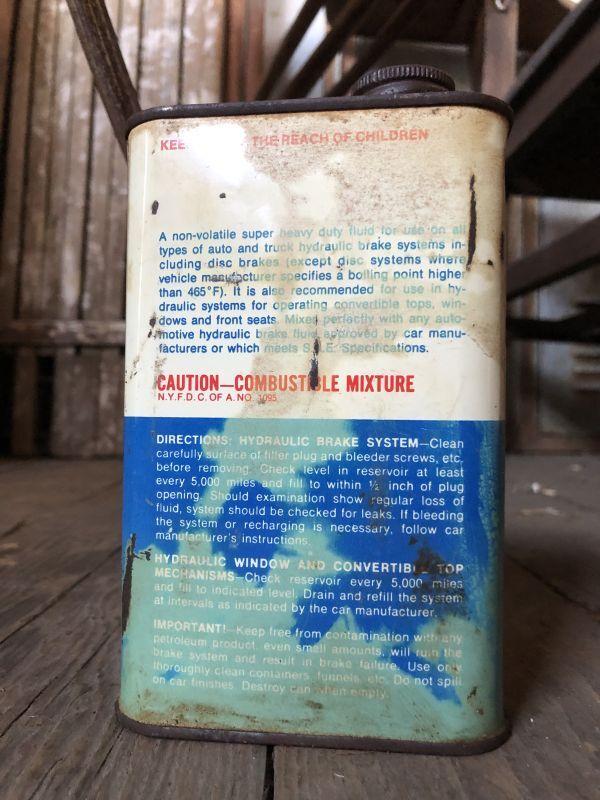 KEE THE REACH OF CHILDREN
A non-volatile super heavy duty fluid for use on all
types of auto and truck hydraulic brake systems in-
cluding disc brakes (except disc systems where
vehicle manufacturer specifies a boiling point higher
than 465°F). It is also recommended for use in hy-
draulic systems for operating convertible tops, win-
dows and front seats. Mixes perfectly with any auto-
motive hydraulic brake fluid approved by car manu-
facturers or which meets S.A.E. Specifications.
CAUTION—COMBUSTIBLE MIXTURE
N.Y.F.D. C. OF A. NO. 1095
DIRECTIONS: HYDRAULIC BRAKE SYSTEM—Clean
carefully surface of filler plug and bleeder screws, etc.
before removing. Check level in reservoir at least
every 5,000 miles and fill to within ½ inch of plug
opening. Should examination show regular loss of
fluid, system should be checked for leaks. If bleeding
the system or recharging is necessary, follow car
manufacturer's instructions.
HYDRAULIC WINDOW AND CONVERTIBLE TOP
MECHANISMS—Check reservoir every 5,000 miles
and fill to indicated level. Drain and refill the system
at intervals as indicated by the car manufacturer.
IMPORTANT!—Keep free from contamination with any
petroleum product, even small amounts, will ruin the
brake system and result in brake failure. Use only
thoroughly clean containers, funnels, etc. Do not spill
on car finishes. Destroy can when empty.